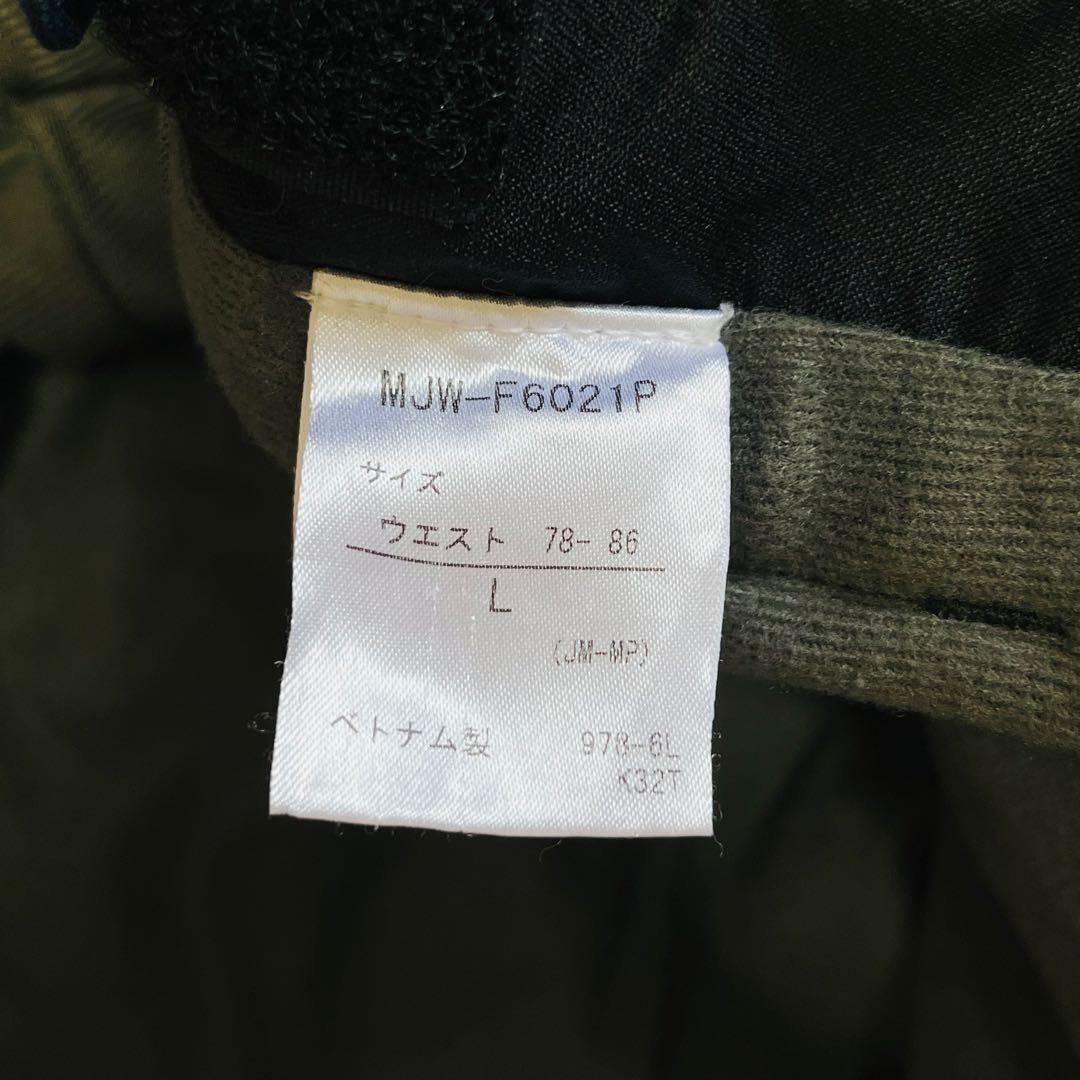 MJW-F6021P
サイズ
ウエスト 78- 86
L
(JM-MP)
ベトナム製 978-6L
K32T